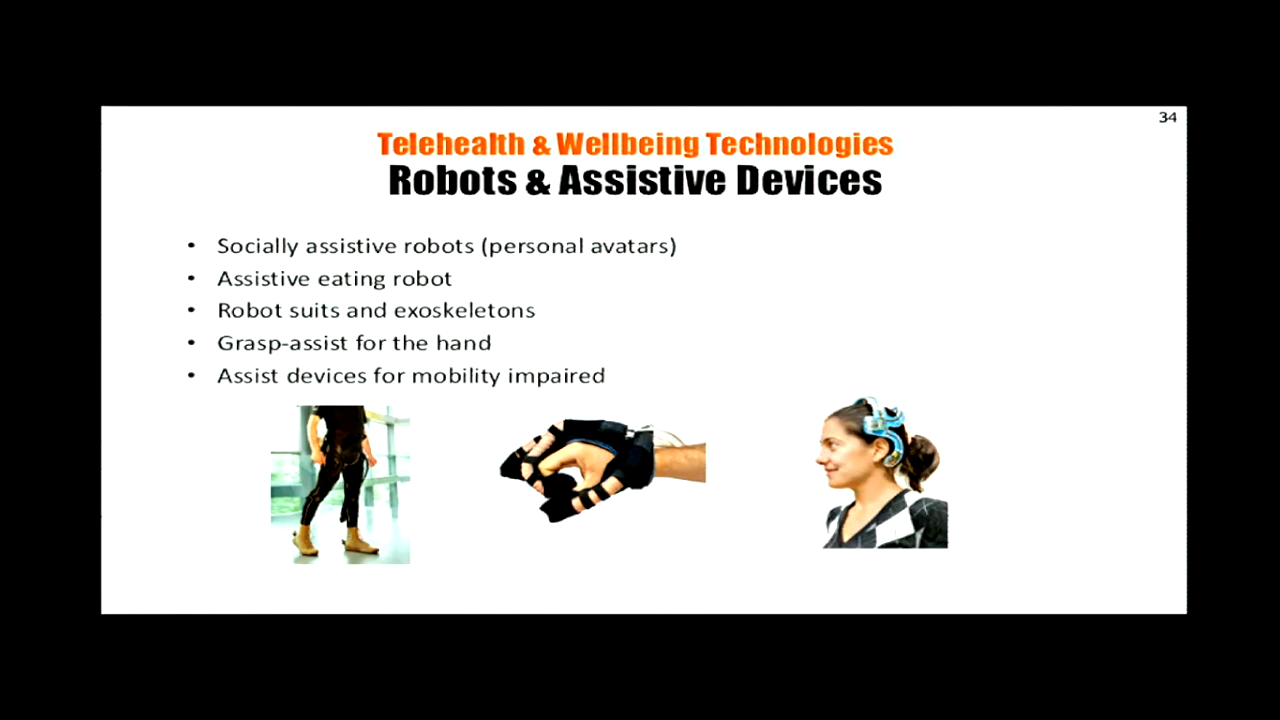 34
Telehealth & Wellbeing Technologies
Robots & Assistive Devices
• Socially assistive robots (personal avatars)
• Assistive eating robot
• Robot suits and exoskeletons
• Grasp-assist for the hand
• Assist devices for mobility impaired